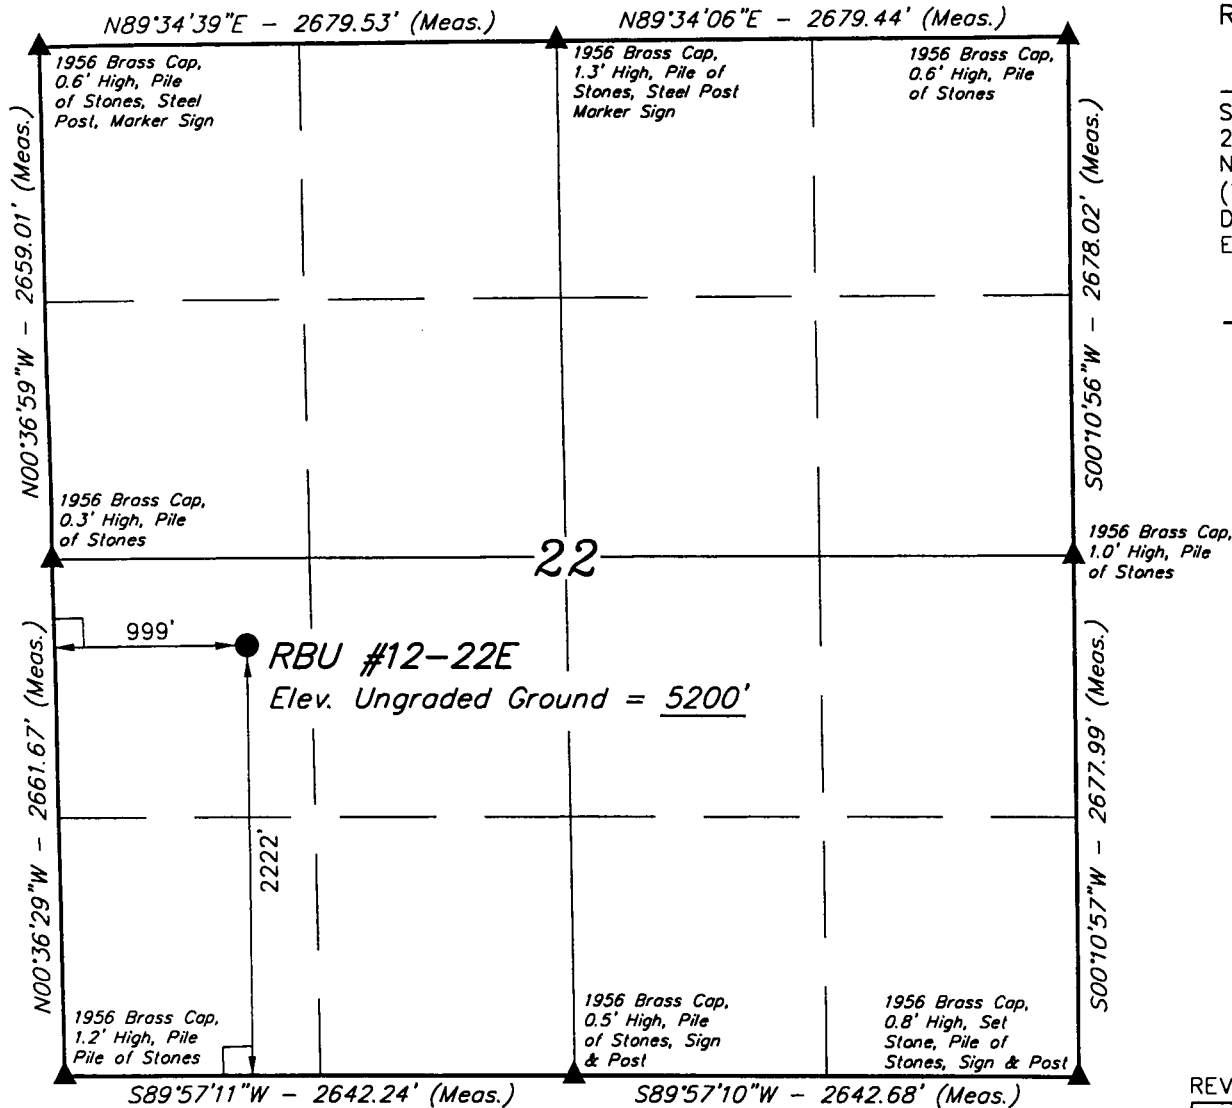 N89°34'39"E - 2679.53' (Meas.)
N89°34'06"E - 2679.44' (Meas.)
R
1956 Brass Cap,
0.6' High, Pile
of Stones, Steel
Post, Marker Sign
1956 Brass Cap,
1.3' High, Pile of
Stones, Steel Post
Marker Sign
1956 Brass Cap,
0.6' High, Pile
of Stones
S
2
N
(
D
E
N00°36'59"W - 2659.01' (Meas.)
S00°10'56"W - 2678.02' (Meas.)
1956 Brass Cap,
0.3' High, Pile
of Stones
22
1956 Brass Cap,
1.0' High, Pile
of Stones
999'
RBU #12-22E
Elev. Ungraded Ground = 5200'
2222'
N00°36'29"W - 2661.67' (Meas.)
S00°10'57"W - 2677.99' (Meas.)
1956 Brass Cap,
1.2' High, Pile
Pile of Stones
1956 Brass Cap,
0.5' High, Pile
of Stones, Sign
& Post
1956 Brass Cap,
0.8' High, Set
Stone, Pile of
Stones, Sign & Post
S89°57'11"W - 2642.24' (Meas.)
S89°57'10"W - 2642.68' (Meas.)
REV